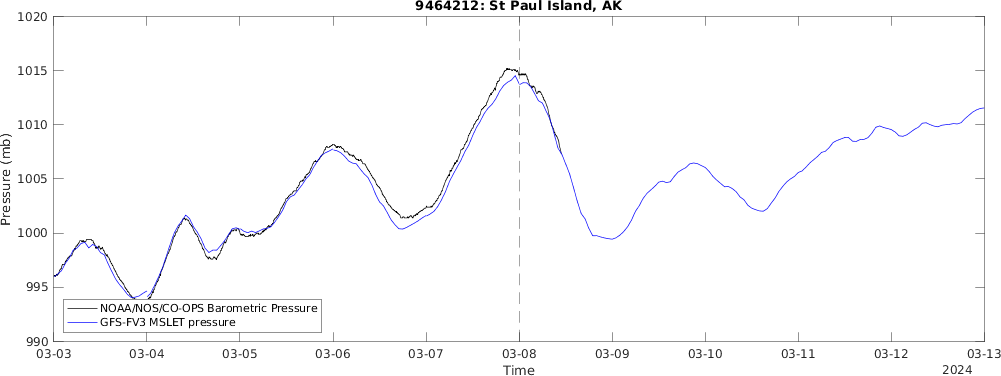 9464212: St Paul Island, AK
1020
1015
1010
1005
1000
995
990
Pressure (mb)
NOAA/NOS/CO-OPS Barometric Pressure
GFS-FV3 MSLET pressure
03-03 03-04 03-05 03-06 03-07 03-08 03-09 03-10 03-11 03-12 03-13
Time
2024